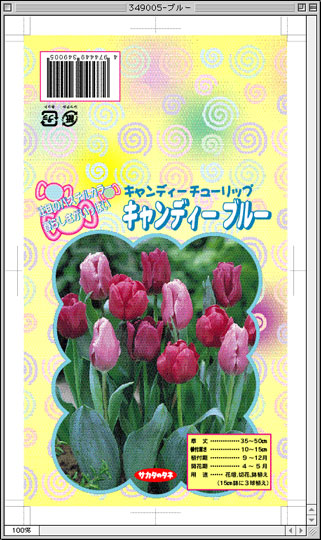 349005-ブルー
4 974449 349005
キャンディーチューリップ
キャンディーブルー
草丈 ………… 35～50cm
植付深さ ………… 10～15cm
植付期 ………… 9～12月
開花期 ………… 4～5月
用途 …… 花壇、切花、鉢植え
(15cm鉢に3球植え)
サカタのタネ
100%